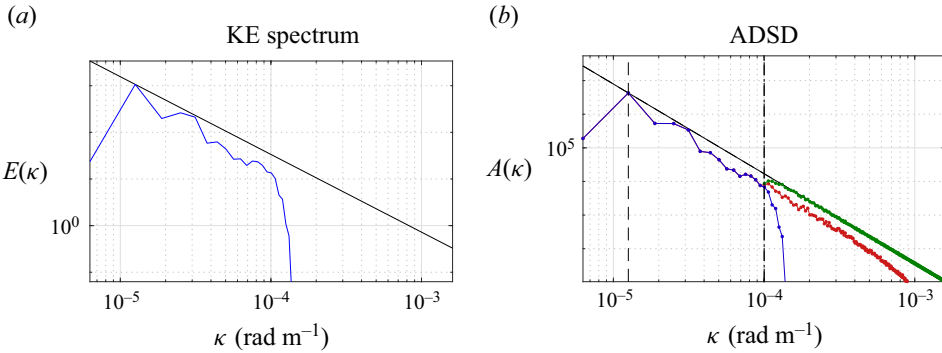 (a)
KE spectrum
E(κ)
10⁰
10⁻⁵
10⁻⁴
10⁻³
κ (rad m⁻¹)
(b)
ADSD
A(κ)
10⁵
10⁻⁵
10⁻⁴
10⁻³
κ (rad m⁻¹)